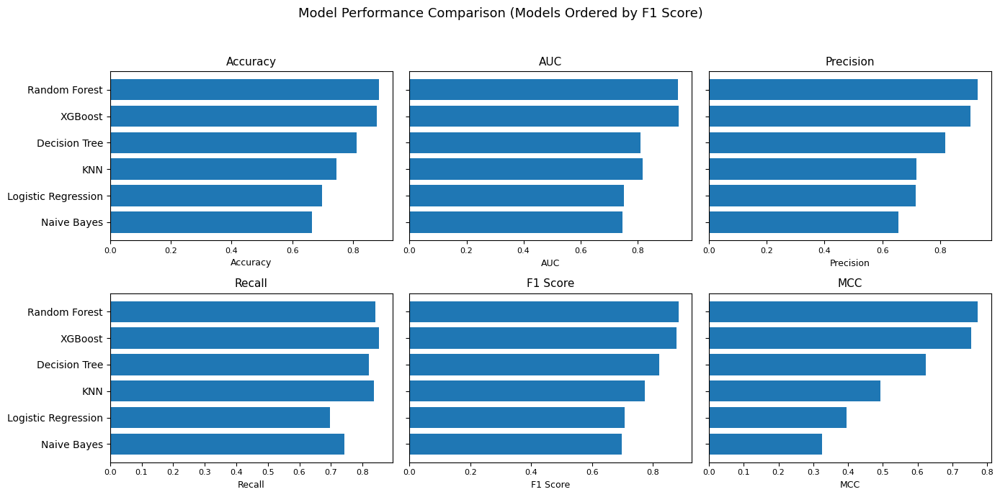 Model Performance Comparison (Models Ordered by F1 Score)
Accuracy
AUC
Precision
Random Forest
XGBoost
Decision Tree
KNN
Logistic Regression
Naive Bayes
0.0 0.2 0.4 0.6 0.8
0.0 0.2 0.4 0.6 0.8
0.0 0.2 0.4 0.6 0.8
Accuracy
AUC
Precision
Recall
F1 Score
MCC
Random Forest
XGBoost
Decision Tree
KNN
Logistic Regression
Naive Bayes
0.0 0.1 0.2 0.3 0.4 0.5 0.6 0.7 0.8
0.0 0.2 0.4 0.6 0.8
0.0 0.1 0.2 0.3 0.4 0.5 0.6 0.7 0.8
Recall
F1 Score
MCC